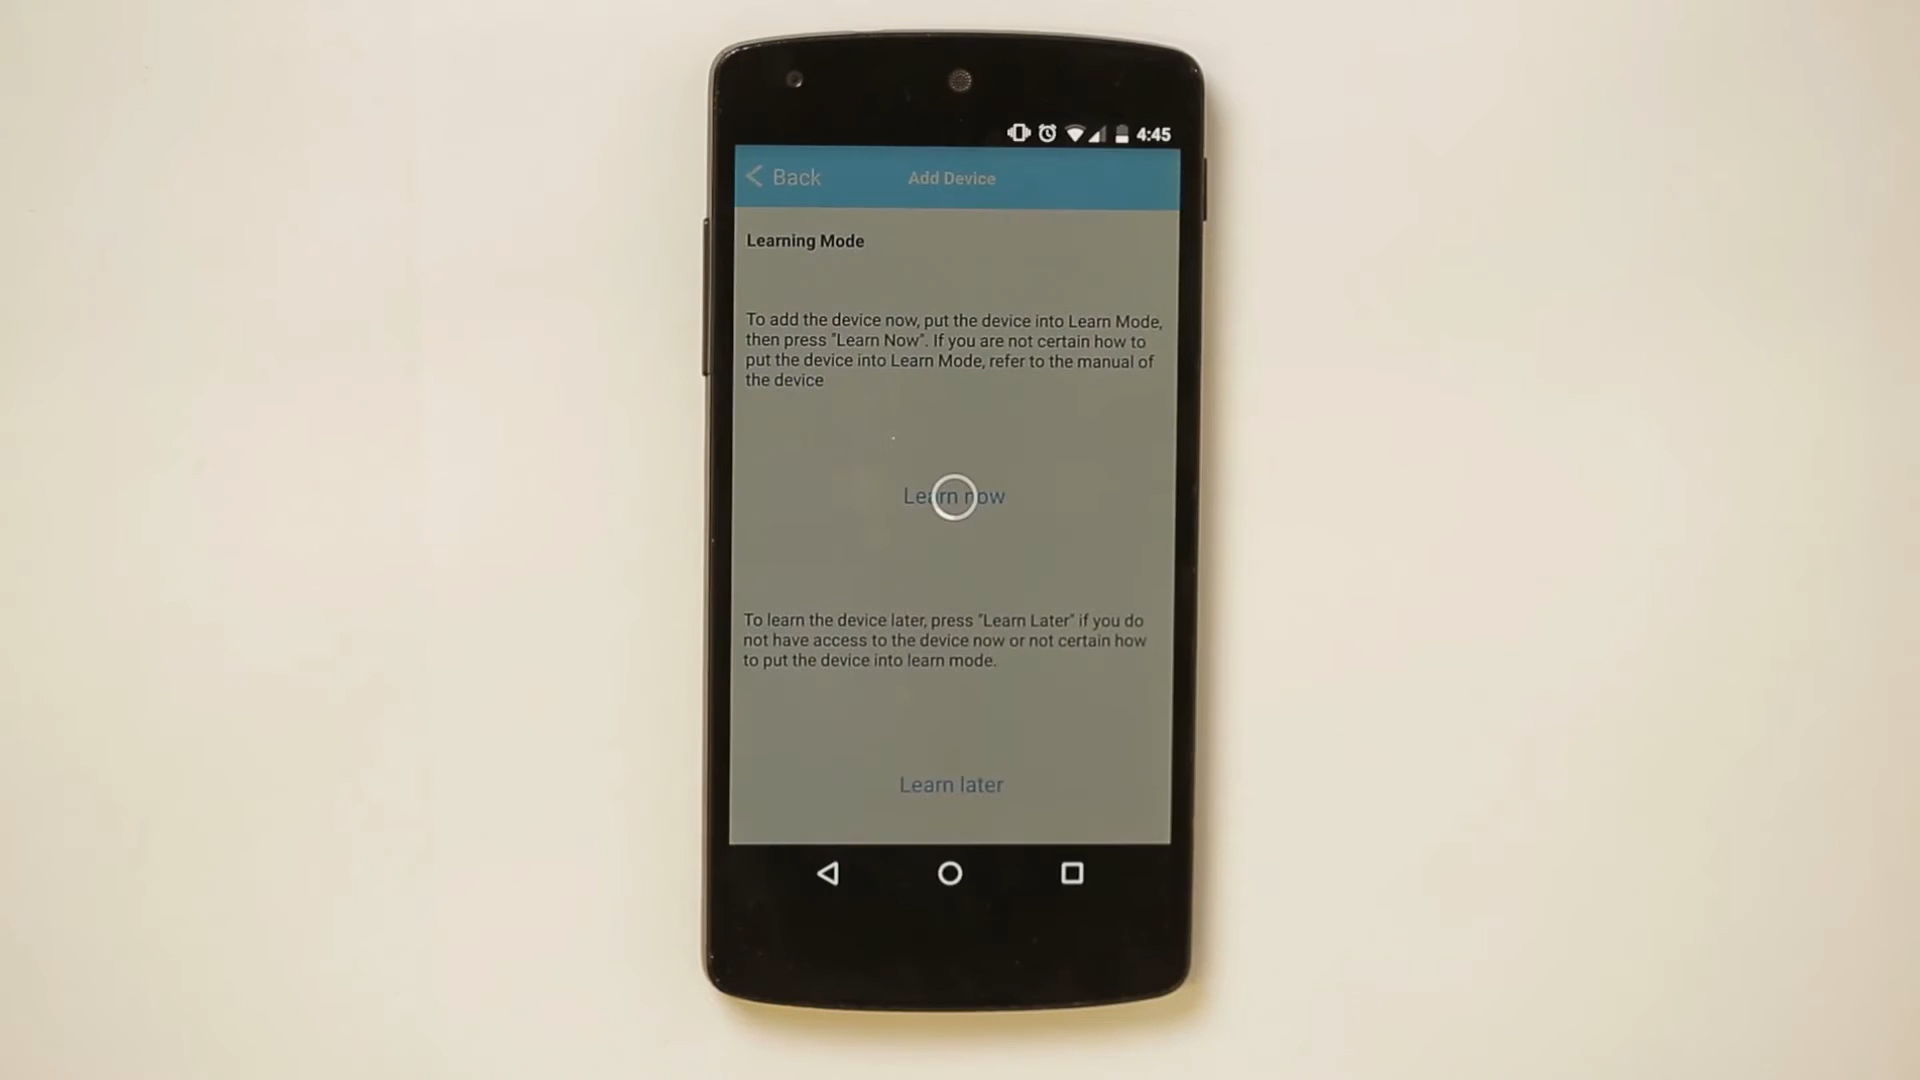 4:45
Back Add Device
Learning Mode
To add the device now, put the device into Learn Mode,
then press "Learn Now". If you are not certain how to
put the device into Learn Mode, refer to the manual of
the device
Learn now
To learn the device later, press "Learn Later" if you do
not have access to the device now or not certain how
to put the device into learn mode.
Learn later